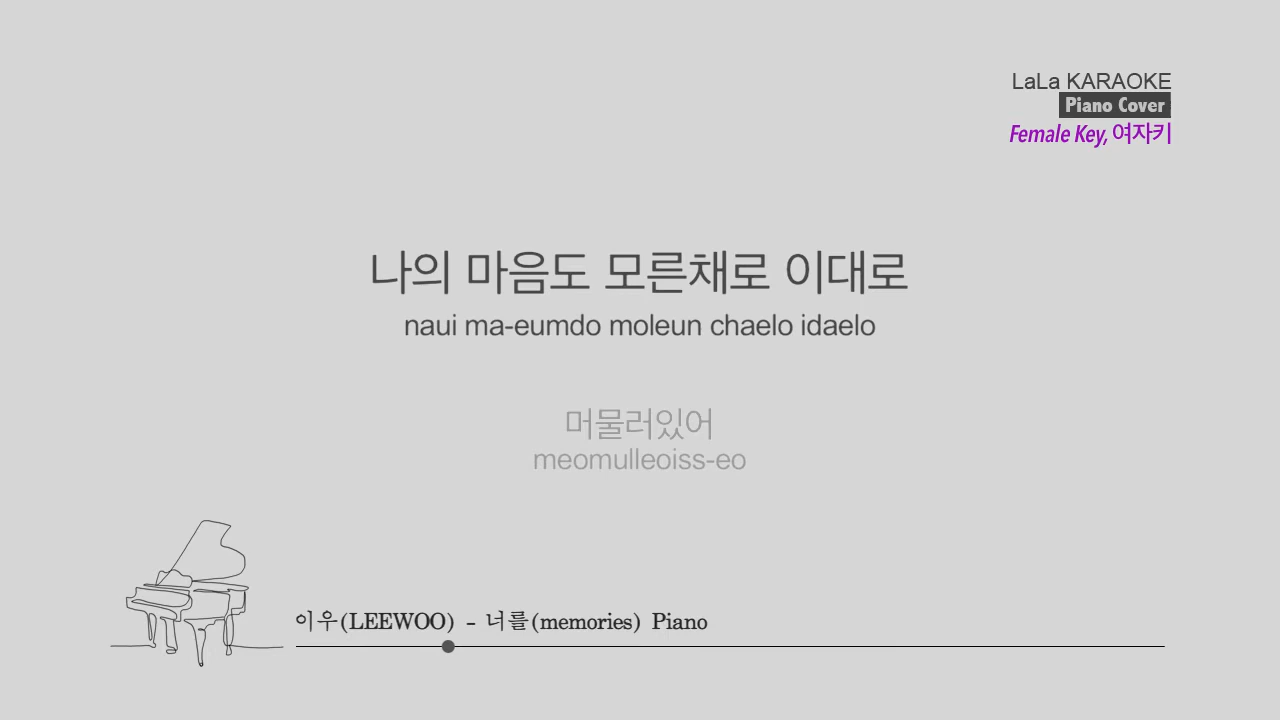 LaLa KARAOKE
Piano Cover
Female Key, 여자키
나의 마음도 모른채로 이대로
naui ma-eumdo moleun chaelo idaelo
머물러있어
meomulleoiss-eo
이우(LEEWOO) - 너를(memories) Piano